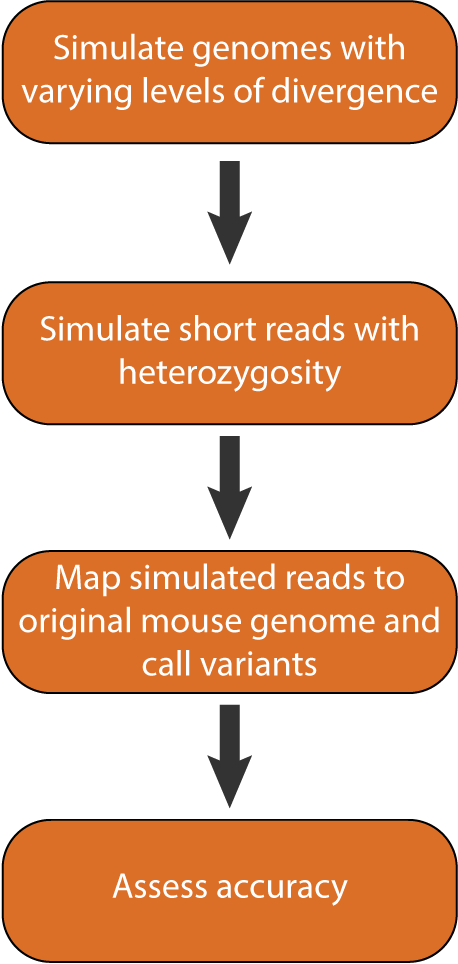 Simulate genomes with
varying levels of divergence
Simulate short reads with
heterozygosity
Map simulated reads to
original mouse genome and
call variants
Assess accuracy